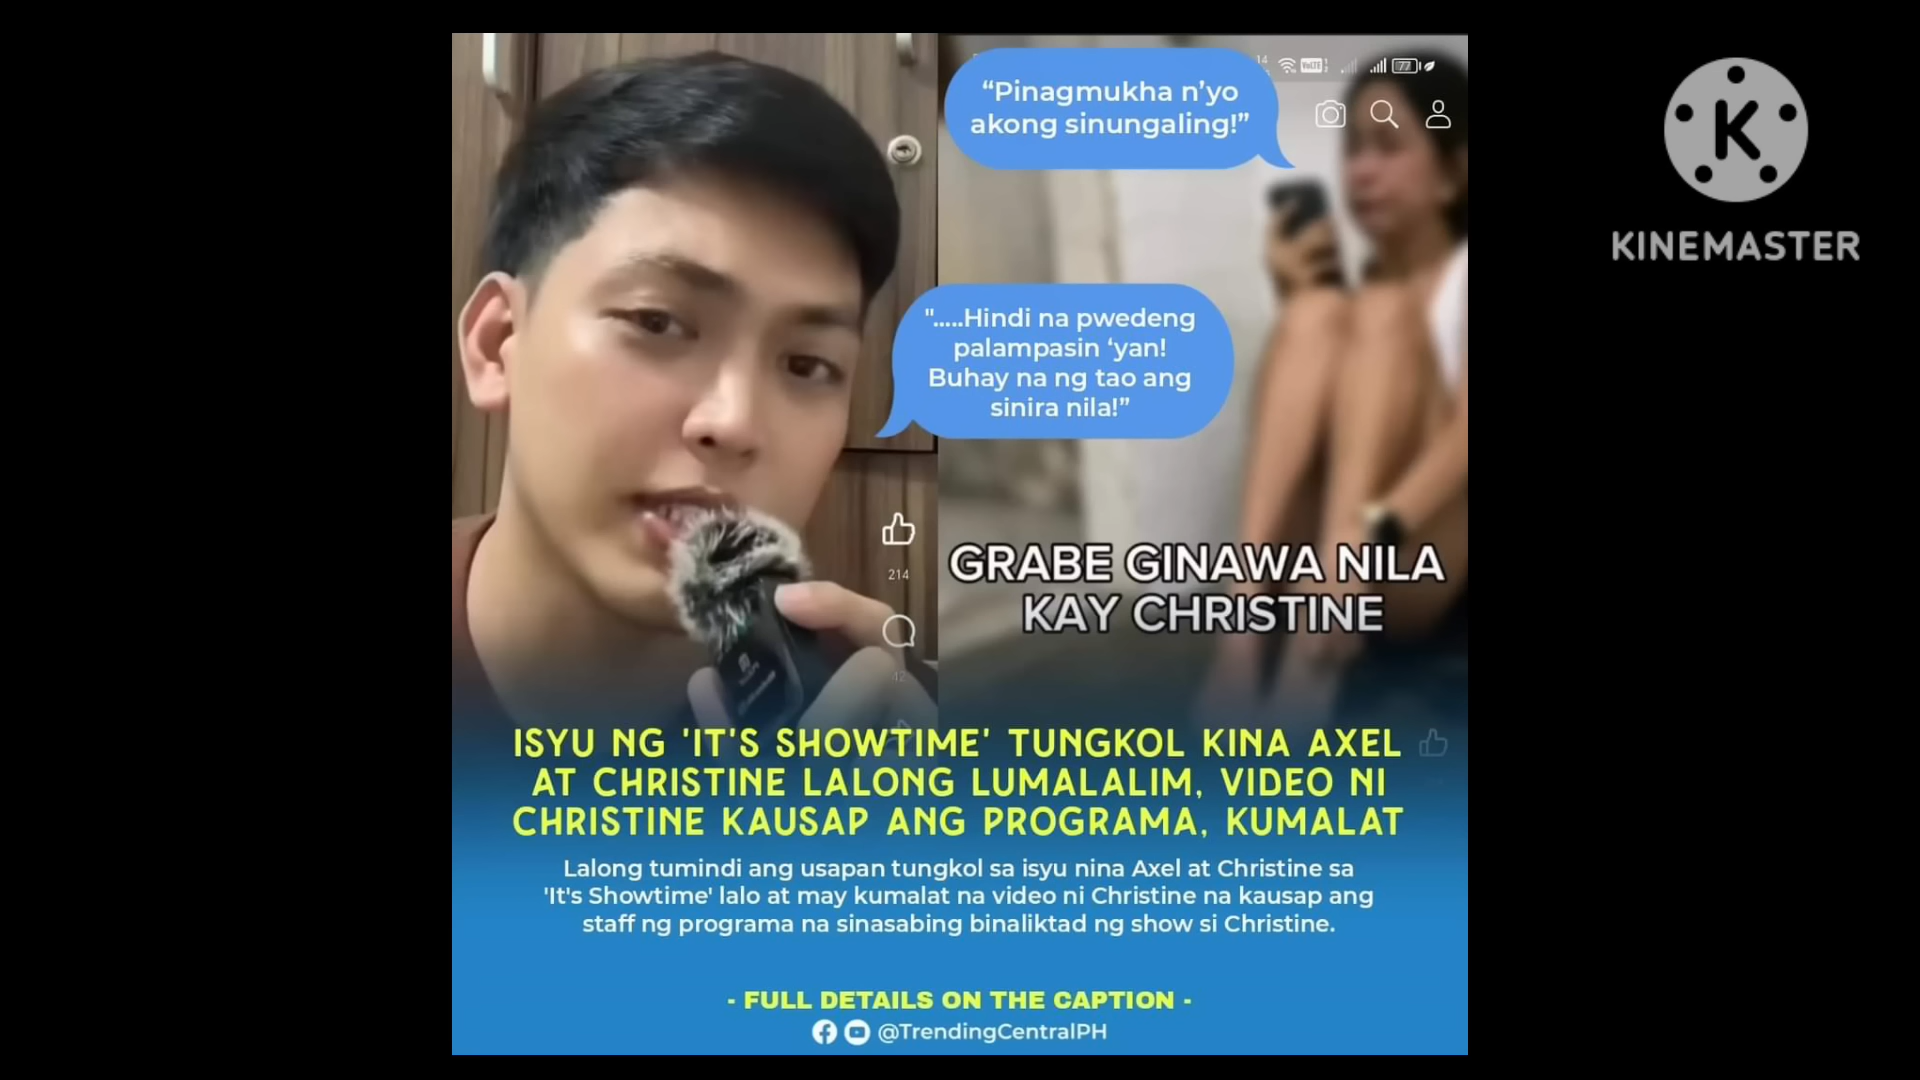 14
VoLTE
77
“Pinagmukha n’yo
akong sinungaling!”
".....Hindi na pwedeng
palampasin ‘yan!
Buhay na ng tao ang
sinira nila!”
214
42
GRABE GINAWA NILA
KAY CHRISTINE
ISYU NG 'IT'S SHOWTIME' TUNGKOL KINA AXEL
AT CHRISTINE LALONG LUMALALIM, VIDEO NI
CHRISTINE KAUSAP ANG PROGRAMA, KUMALAT
Lalong tumindi ang usapan tungkol sa isyu nina Axel at Christine sa
'It's Showtime' lalo at may kumalat na video ni Christine na kausap ang
staff ng programa na sinasabing binaliktad ng show si Christine.
- FULL DETAILS ON THE CAPTION -
@TrendingCentralPH
K
KINEMASTER